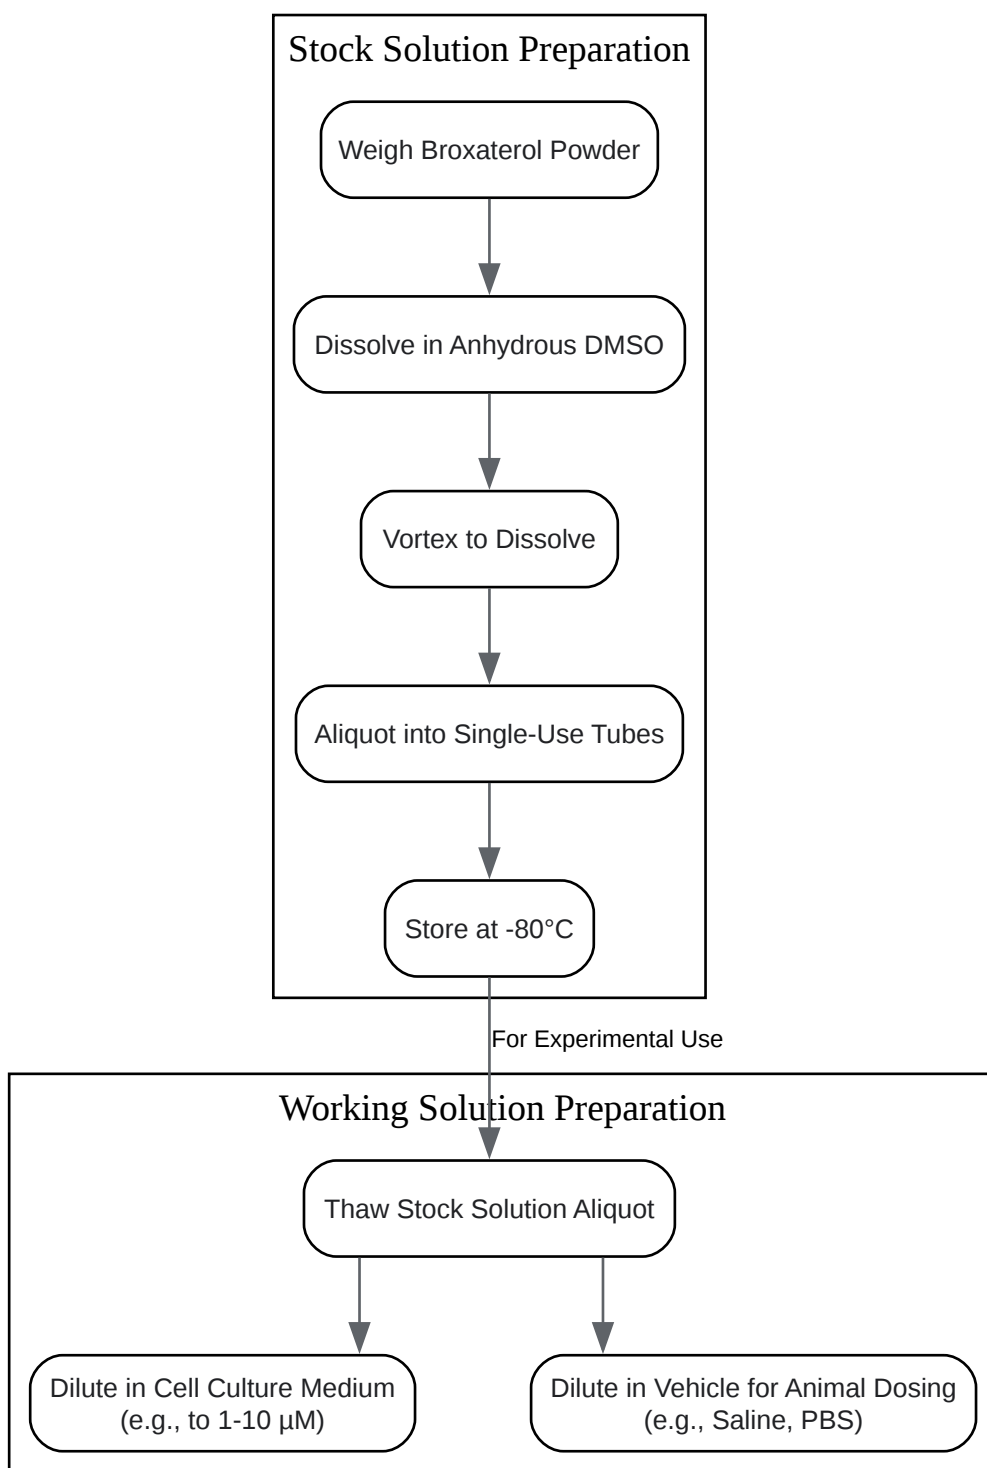 Stock Solution Preparation
Weigh Broxaterol Powder
Dissolve in Anhydrous DMSO
Vortex to Dissolve
Aliquot into Single-Use Tubes
Store at -80°C
For Experimental Use
Working Solution Preparation
Thaw Stock Solution Aliquot
Dilute in Cell Culture Medium
(e.g., to 1-10 µM)
Dilute in Vehicle for Animal Dosing
(e.g., Saline, PBS)